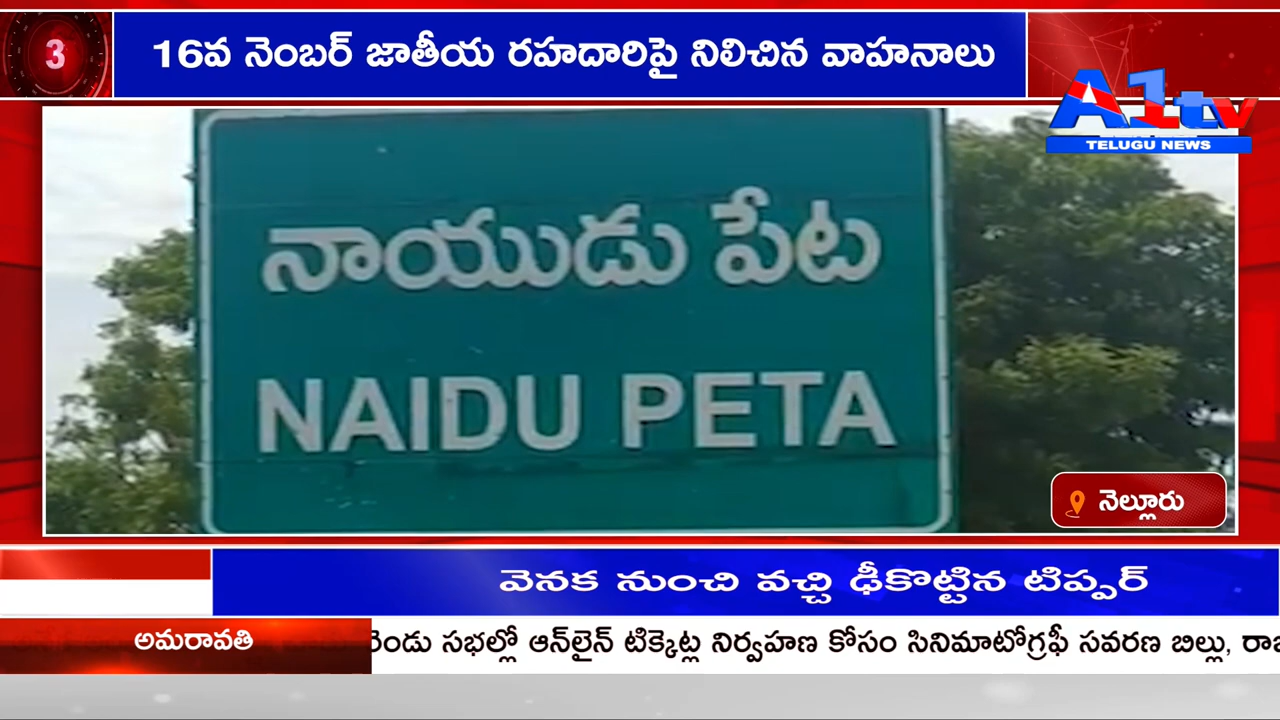 3
16వ నెంబర్ జాతీయ రహదారిపై నిలిచిన వాహనాలు
A1tv
TELUGU NEWS
నాయుడు పేట
NAIDU PETA
నెల్లూరు
వెనక నుంచి వచ్చి ఢీకొట్టిన టిప్పర్
అమరావతి
సభల్లో ఆన్‌లైన్ టిక్కెట్ల నిర్వహణ కోసం సినిమాటోగ్రఫీ సవరణ బిల్లు,